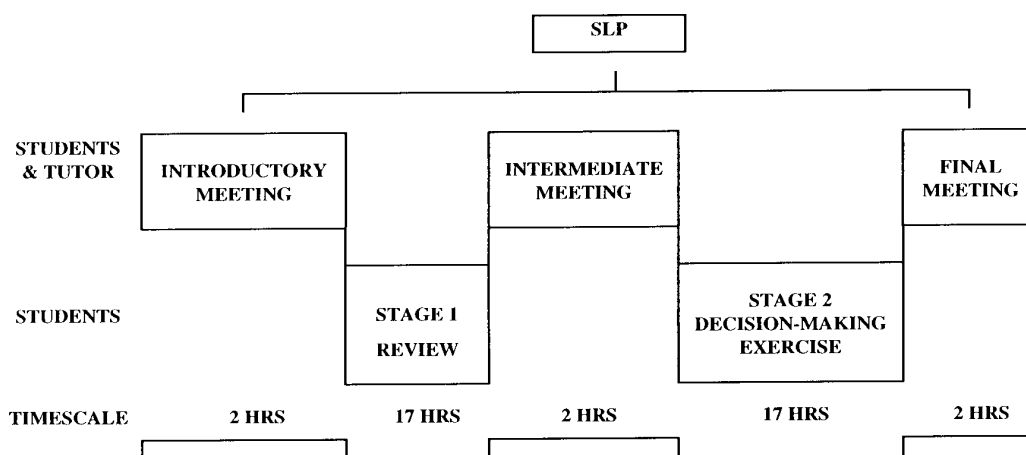 SLP
STUDENTS
& TUTOR
INTRODUCTORY
MEETING
INTERMEDIATE
MEETING
FINAL
MEETING
STUDENTS
STAGE 1
REVIEW
STAGE 2
DECISION-MAKING
EXERCISE
TIMESCALE 2 HRS 17 HRS 2 HRS 17 HRS 2 HRS